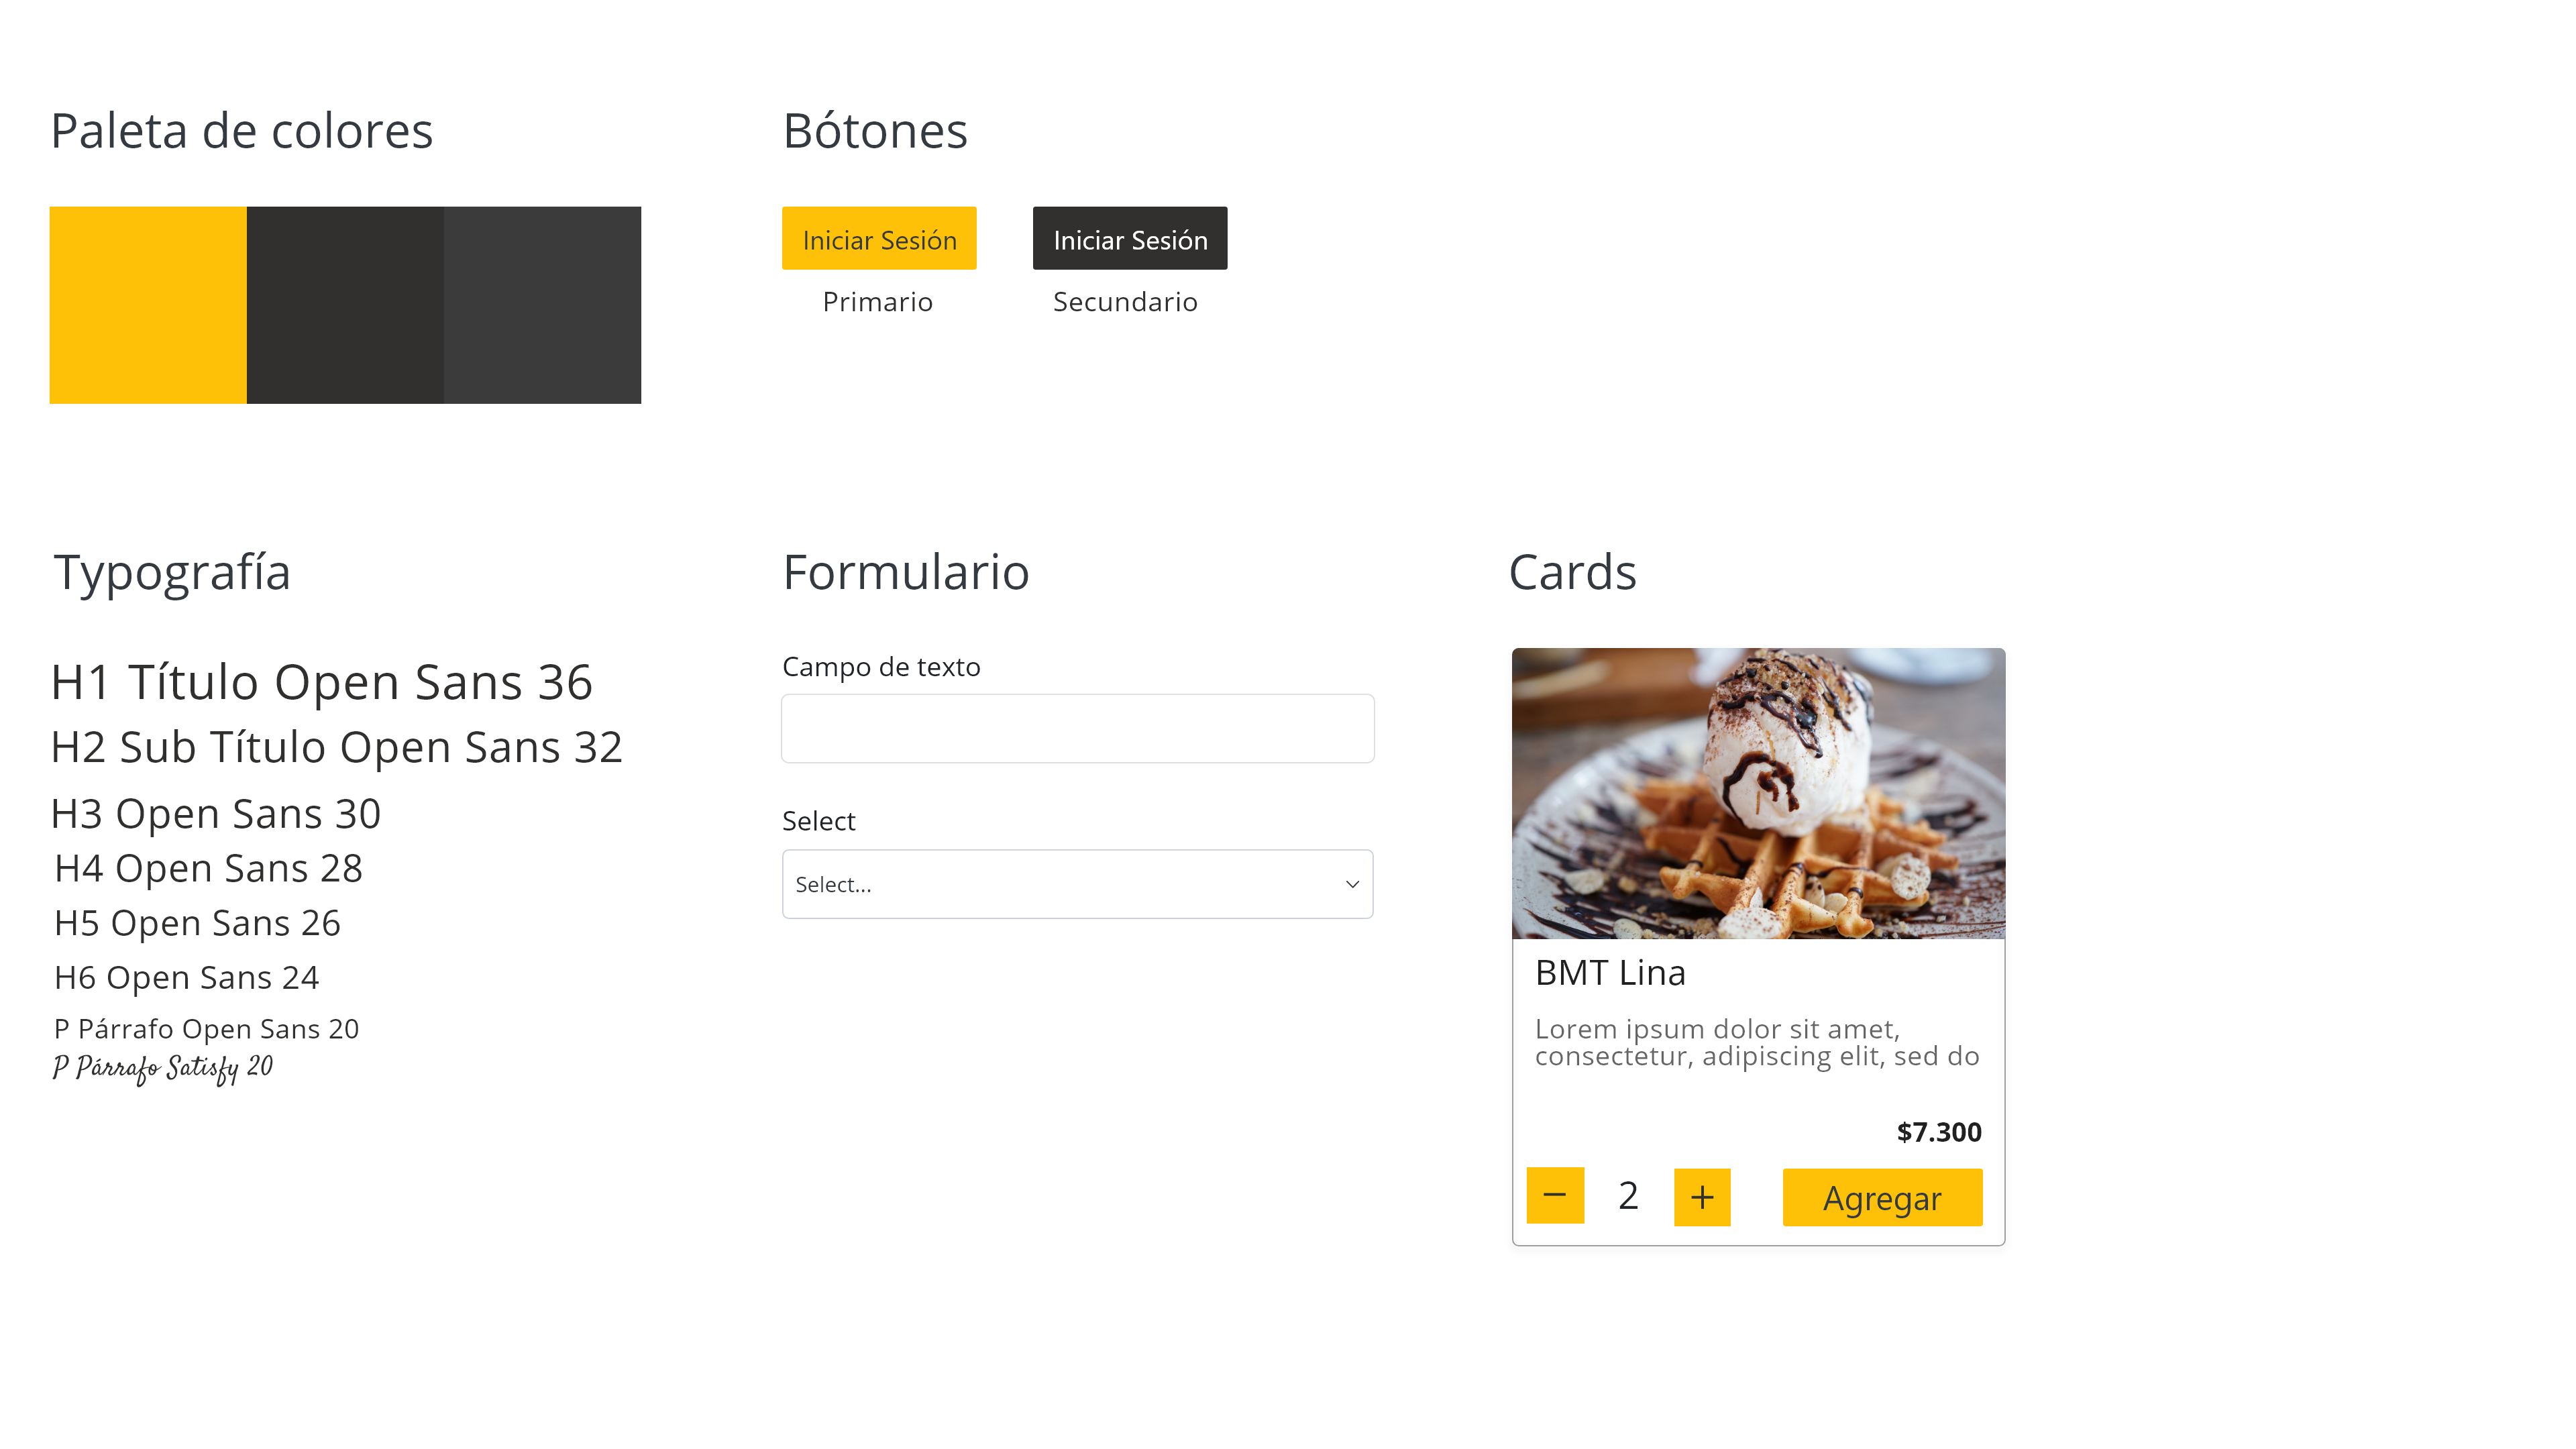 Paleta de colores
Bótones
Iniciar Sesión
Iniciar Sesión
Primario
Secundario
Typografía
H1 Título Open Sans 36
H2 Sub Título Open Sans 32
H3 Open Sans 30
H4 Open Sans 28
H5 Open Sans 26
H6 Open Sans 24
P Párrafo Open Sans 20
P Párrafo Satisfy 20
Formulario
Campo de texto
Select
Select...
Cards
BMT Lina
Lorem ipsum dolor sit amet,
consectetur, adipiscing elit, sed do
$7.300
− 2 + Agregar